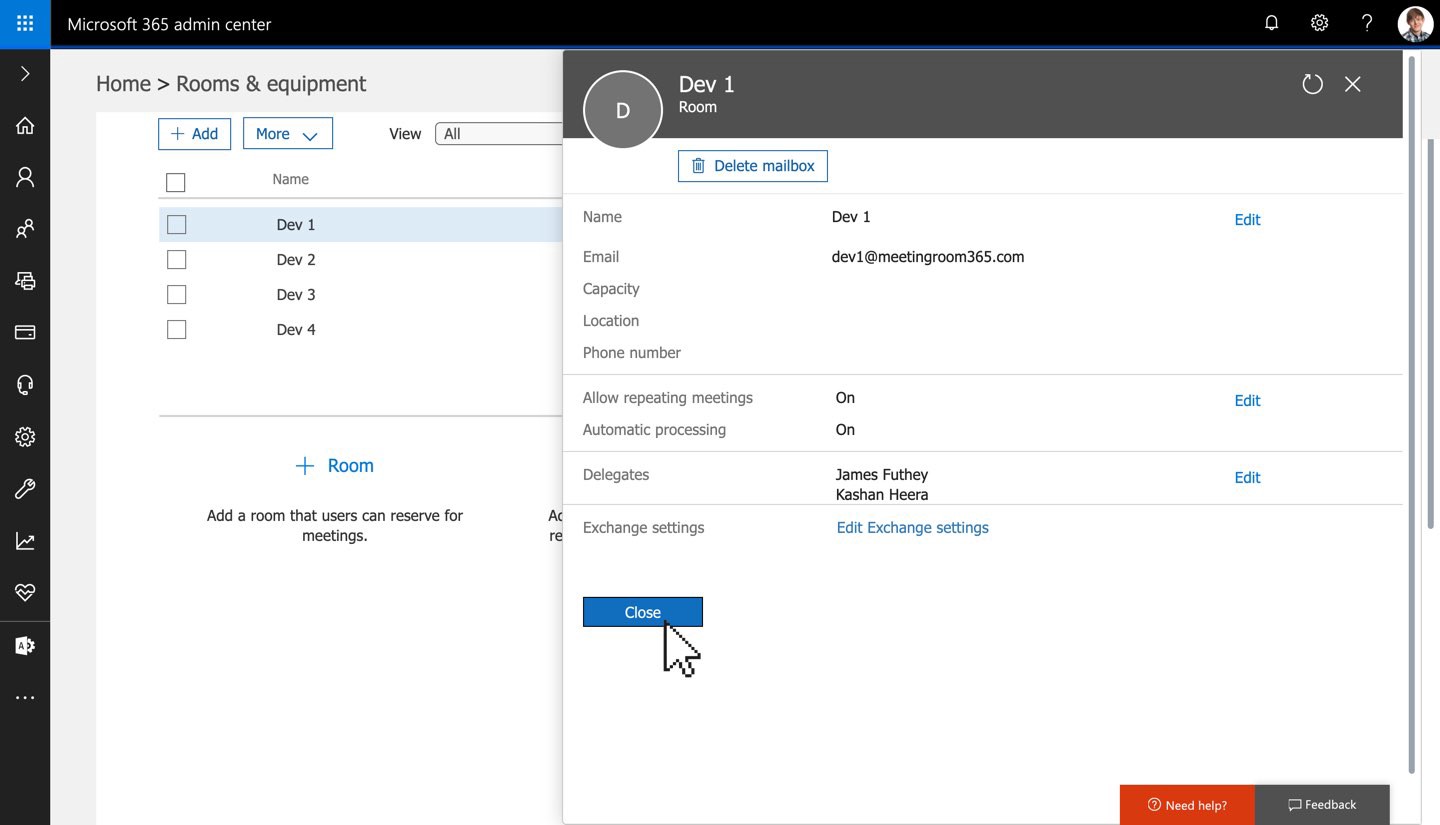 Microsoft 365 admin center
Home > Rooms & equipment
Add
More
View
All
Name
Dev 1
Dev 2
Dev 3
Dev 4
Room
Add a room that users can reserve for
meetings.
Ad
re
D
Dev 1
Room
Delete mailbox
Name Dev 1 Edit
Email dev1@meetingroom365.com
Capacity
Location
Phone number
Allow repeating meetings On Edit
Automatic processing On
Delegates James Futhey Edit
Kashan Heera
Exchange settings Edit Exchange settings
Close
Need help?
Feedback